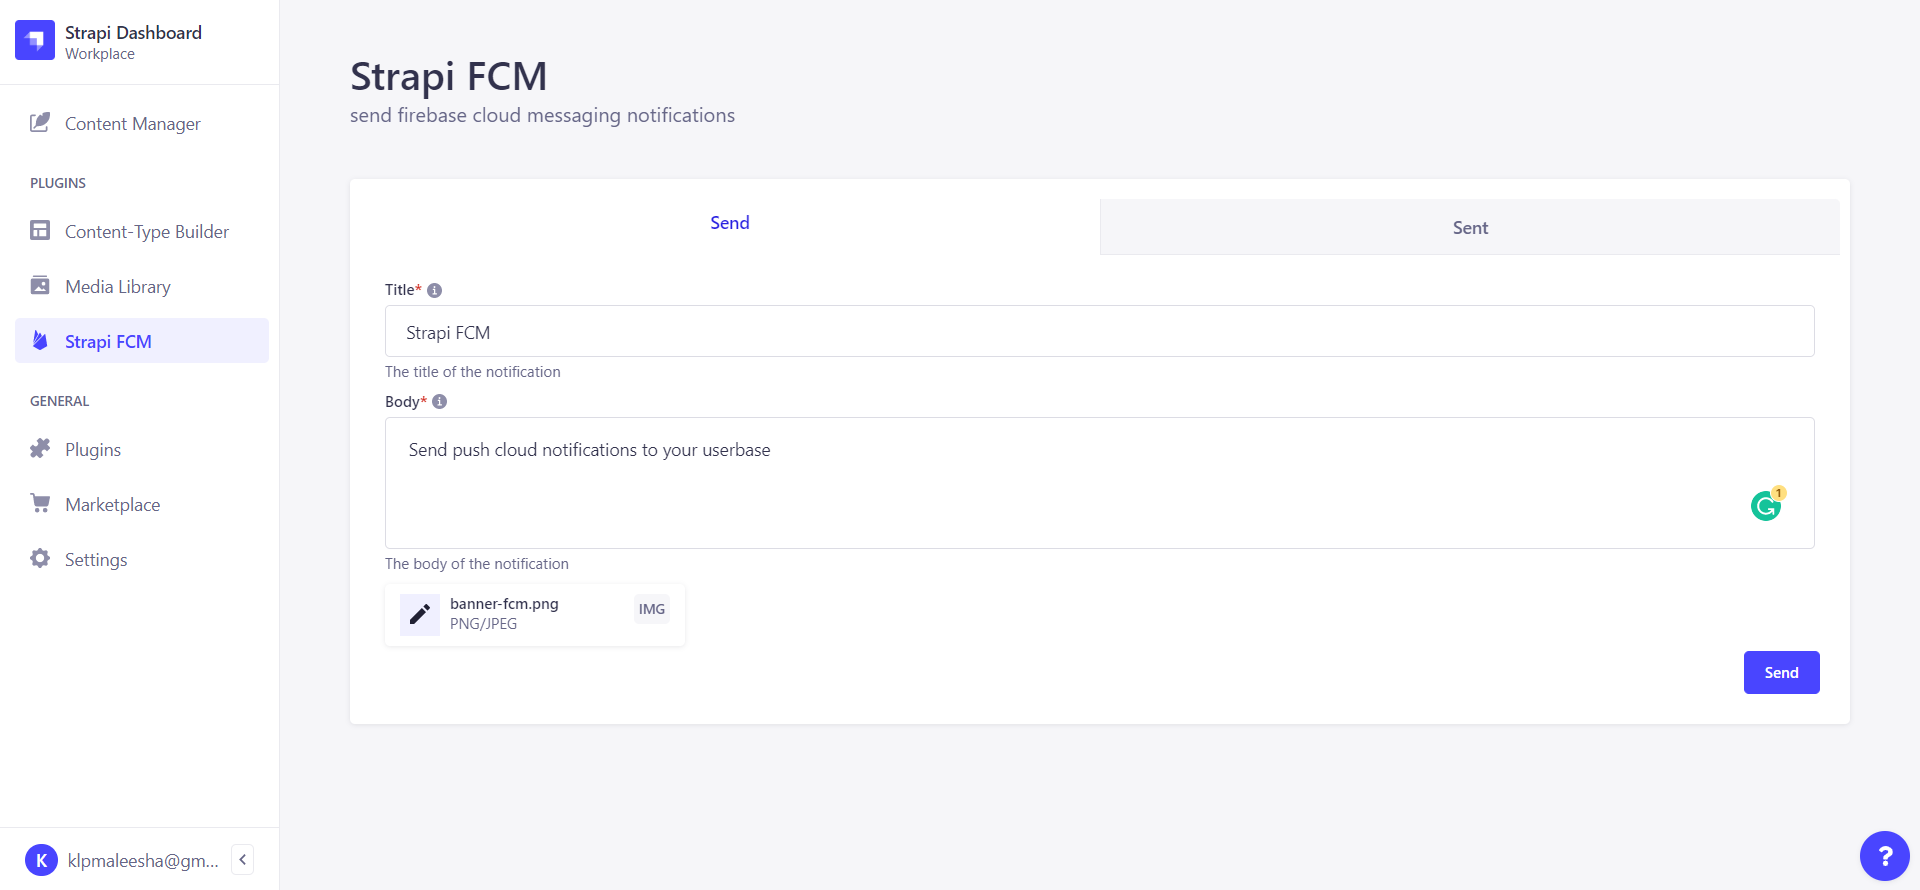 Strapi Dashboard
Workplace
Content Manager
PLUGINS
Content-Type Builder
Media Library
Strapi FCM
GENERAL
Plugins
Marketplace
Settings
K
klpmaleesha@gm...
Strapi FCM
send firebase cloud messaging notifications
Send
Sent
Title*
Strapi FCM
The title of the notification
Body*
Send push cloud notifications to your userbase
1
The body of the notification
banner-fcm.png
IMG
PNG/JPEG
Send
?